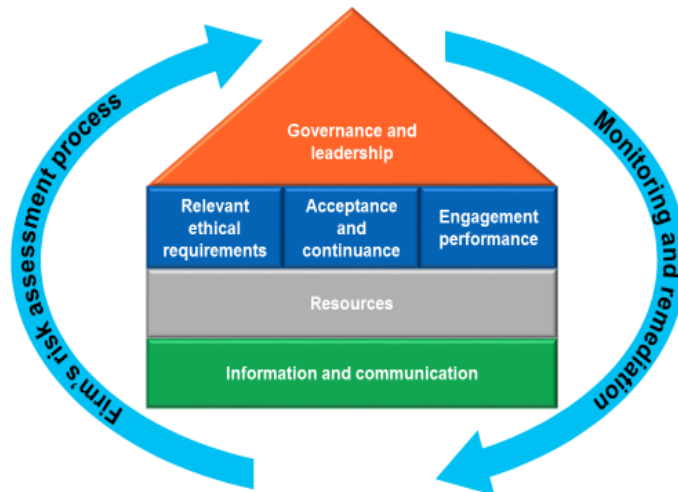 Governance and
leadership
Relevant
ethical
requirements
Acceptance
and
continuance
Engagement
performance
Resources
Information and communication
Firm's risk assessment process
Monitoring and remediation